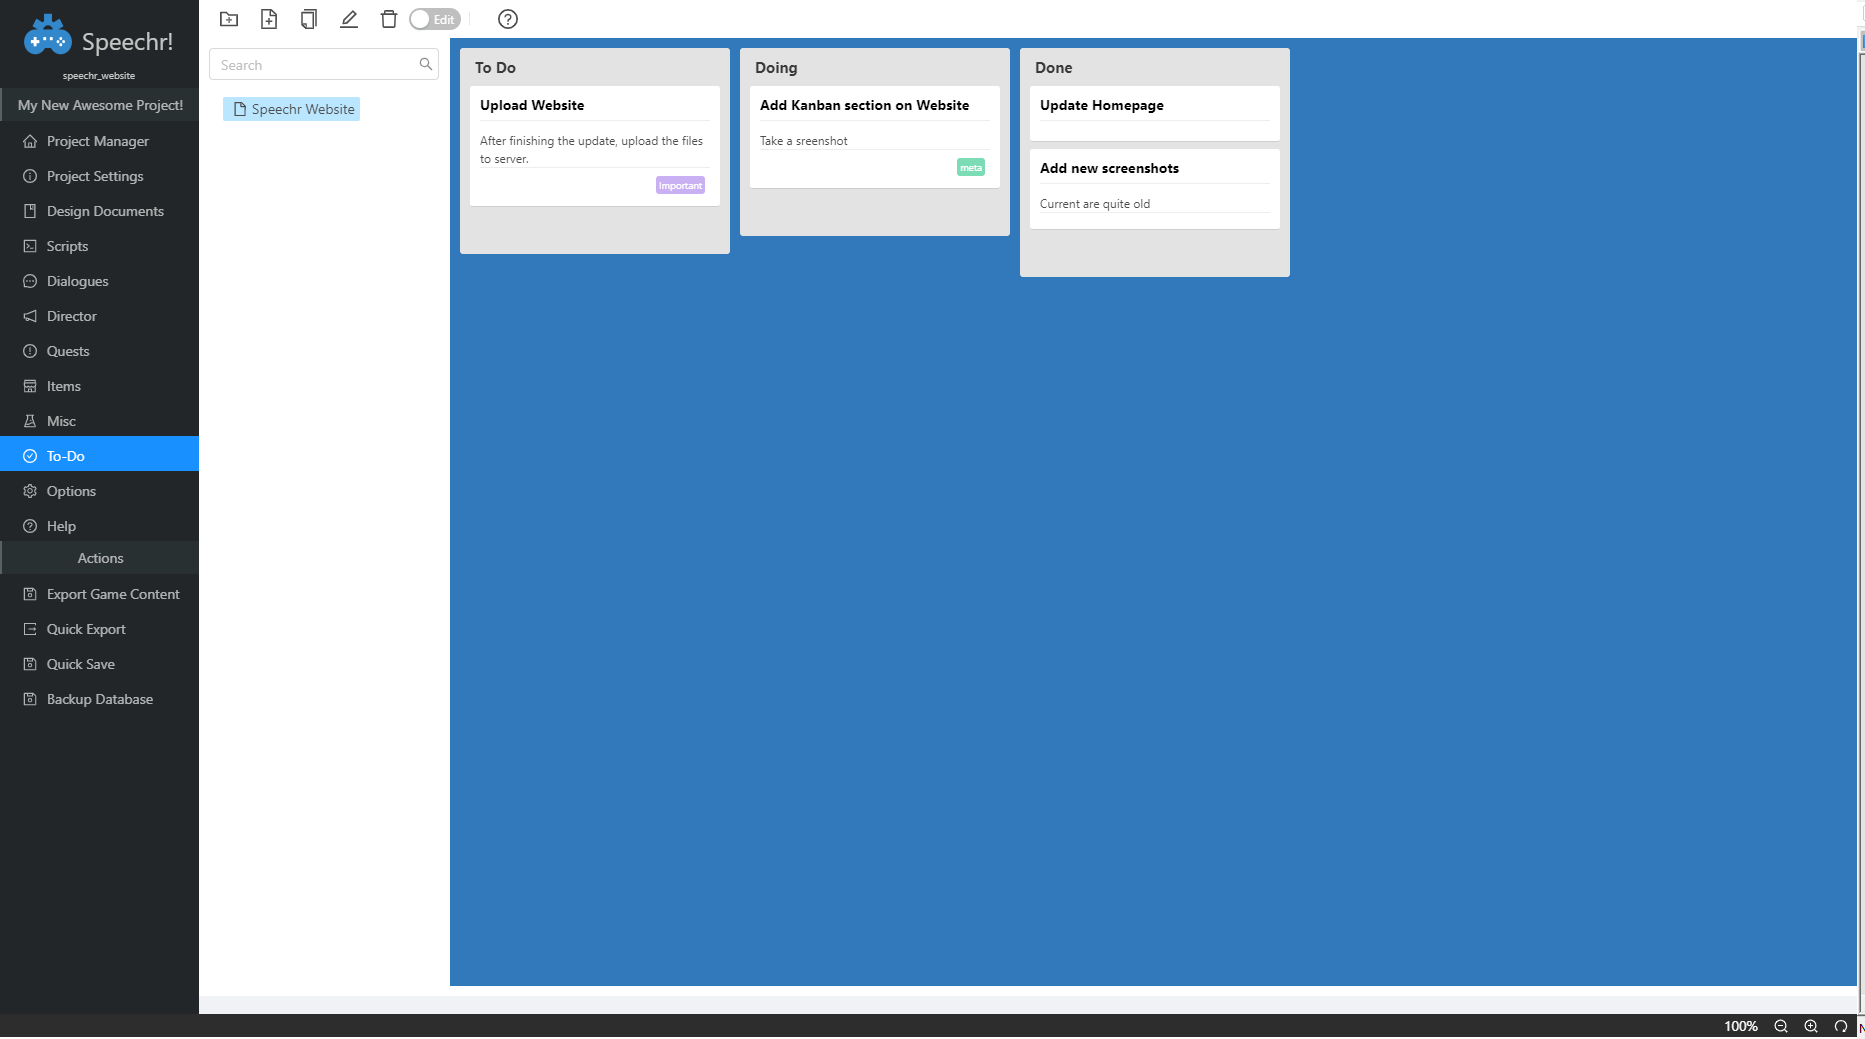 Speechr!
speechr_website
My New Awesome Project!
Project Manager
Project Settings
Design Documents
Scripts
Dialogues
Director
Quests
Items
Misc
To-Do
Options
Help
Actions
Export Game Content
Quick Export
Quick Save
Backup Database
Edit
Search
Speechr Website
To Do
Upload Website
After finishing the update, upload the files
to server.
Important
Doing
Add Kanban section on Website
Take a sreenshot
meta
Done
Update Homepage
Add new screenshots
Current are quite old
100%